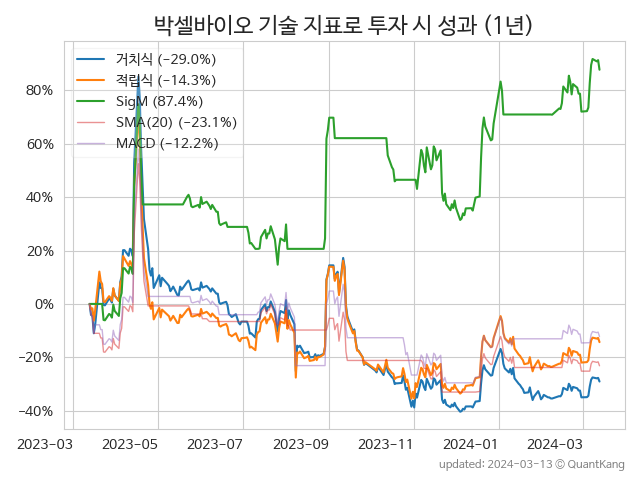 박셀바이오 기술 지표로 투자 시 성과 (1년)
거치식 (−29.0%)
적립식 (−14.3%)
SigM (87.4%)
SMA(20) (−23.1%)
MACD (−12.2%)
80%
60%
40%
20%
0%
−20%
−40%
2023-03 2023-05 2023-07 2023-09 2023-11 2024-01 2024-03
updated: 2024-03-13 © QuantKang